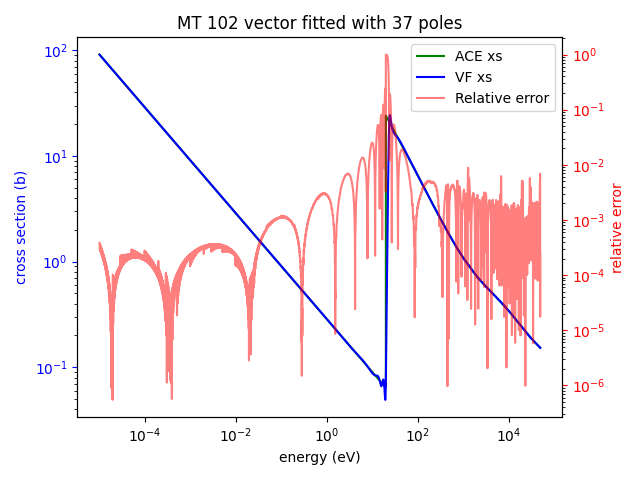 MT 102 vector fitted with 37 poles
ACE xs
VF xs
Relative error
cross section (b)
10^2
10^1
10^0
10^-1
relative error
10^0
10^-1
10^-2
10^-3
10^-4
10^-5
10^-6
10^-4
10^-2
10^0
10^2
10^4
energy (eV)